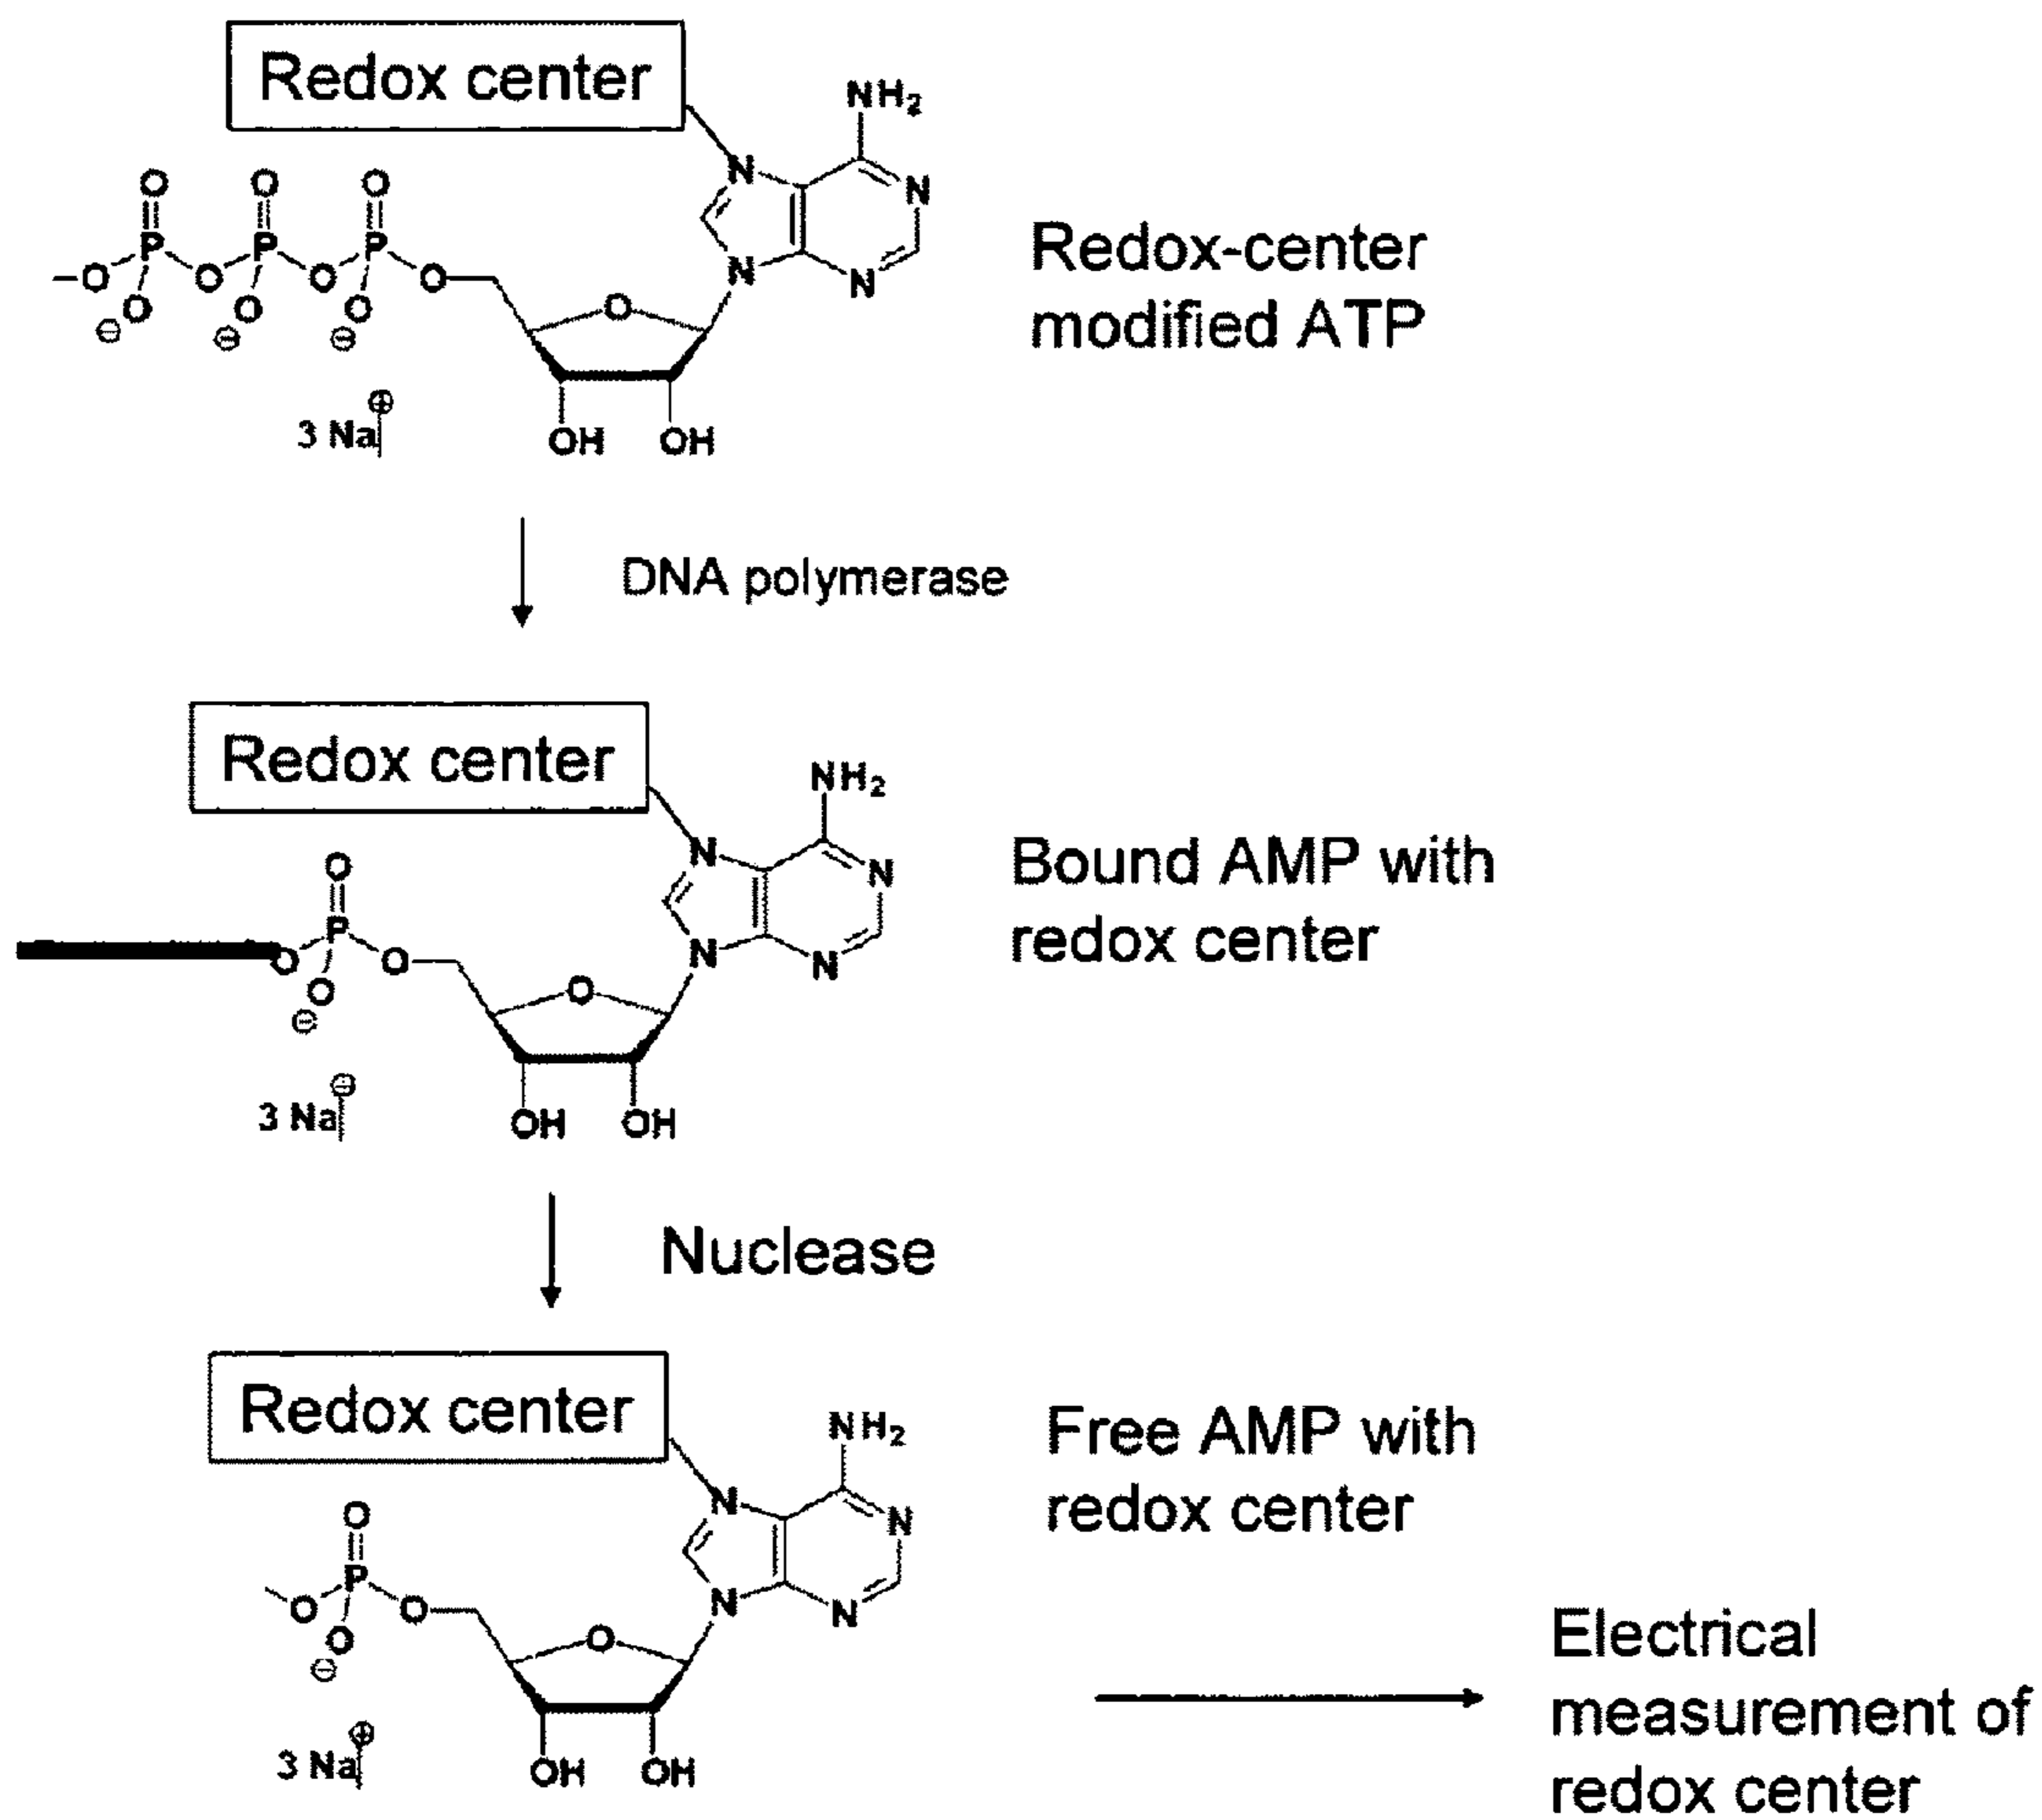 Redox center
NH2
N
N
N
N
O
O
O
P
P
P
-O
O
O
O
O
O
O
⊖
⊖
⊖
O
3 Na⊕
OH
OH
Redox-center
modified ATP
DNA polymerase
Redox center
NH2
N
N
N
N
O
P
O
O
O
⊖
O
3 Na⊖
OH
OH
Bound AMP with
redox center
Nuclease
Redox center
NH2
N
N
N
N
O
P
O
O
O
⊖
O
3 Na⊕
OH
OH
Free AMP with
redox center
Electrical
measurement of
redox center